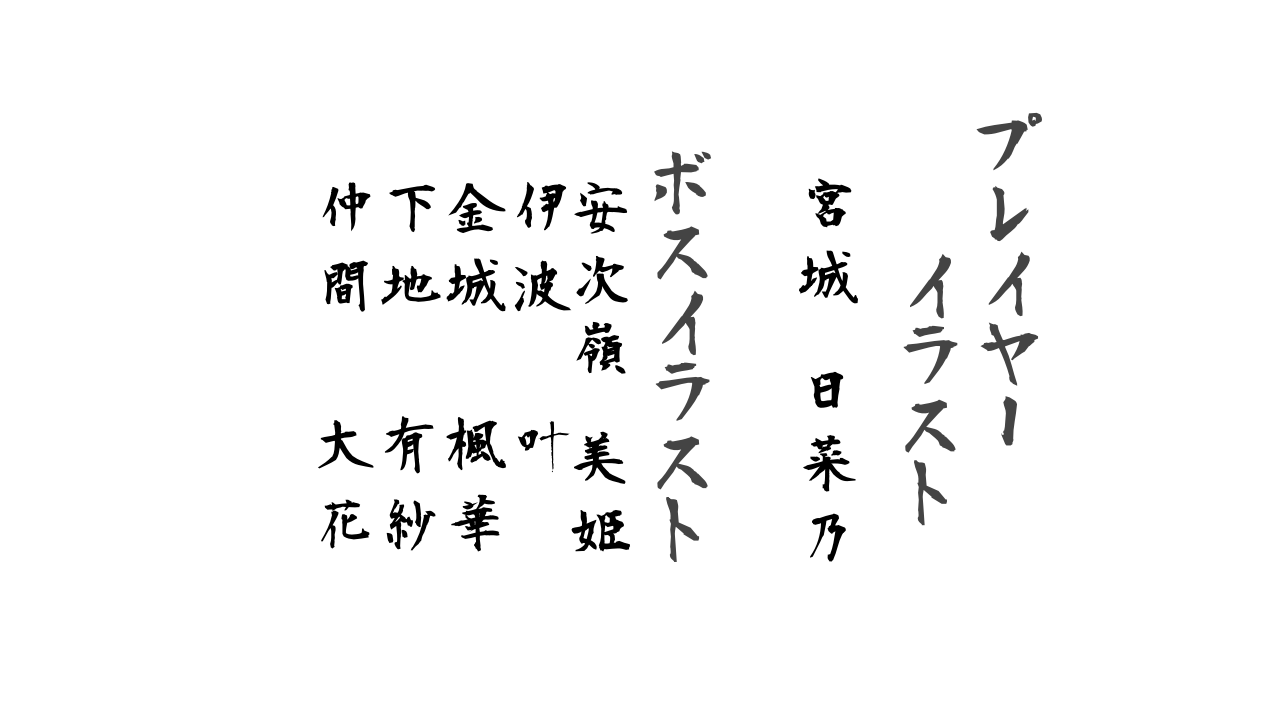 プレイヤー
イラスト
宮城 日菜乃
ボスイラスト
安次嶺 美姫
伊波 叶
金城 楓華
下地 有紗
仲間 大花